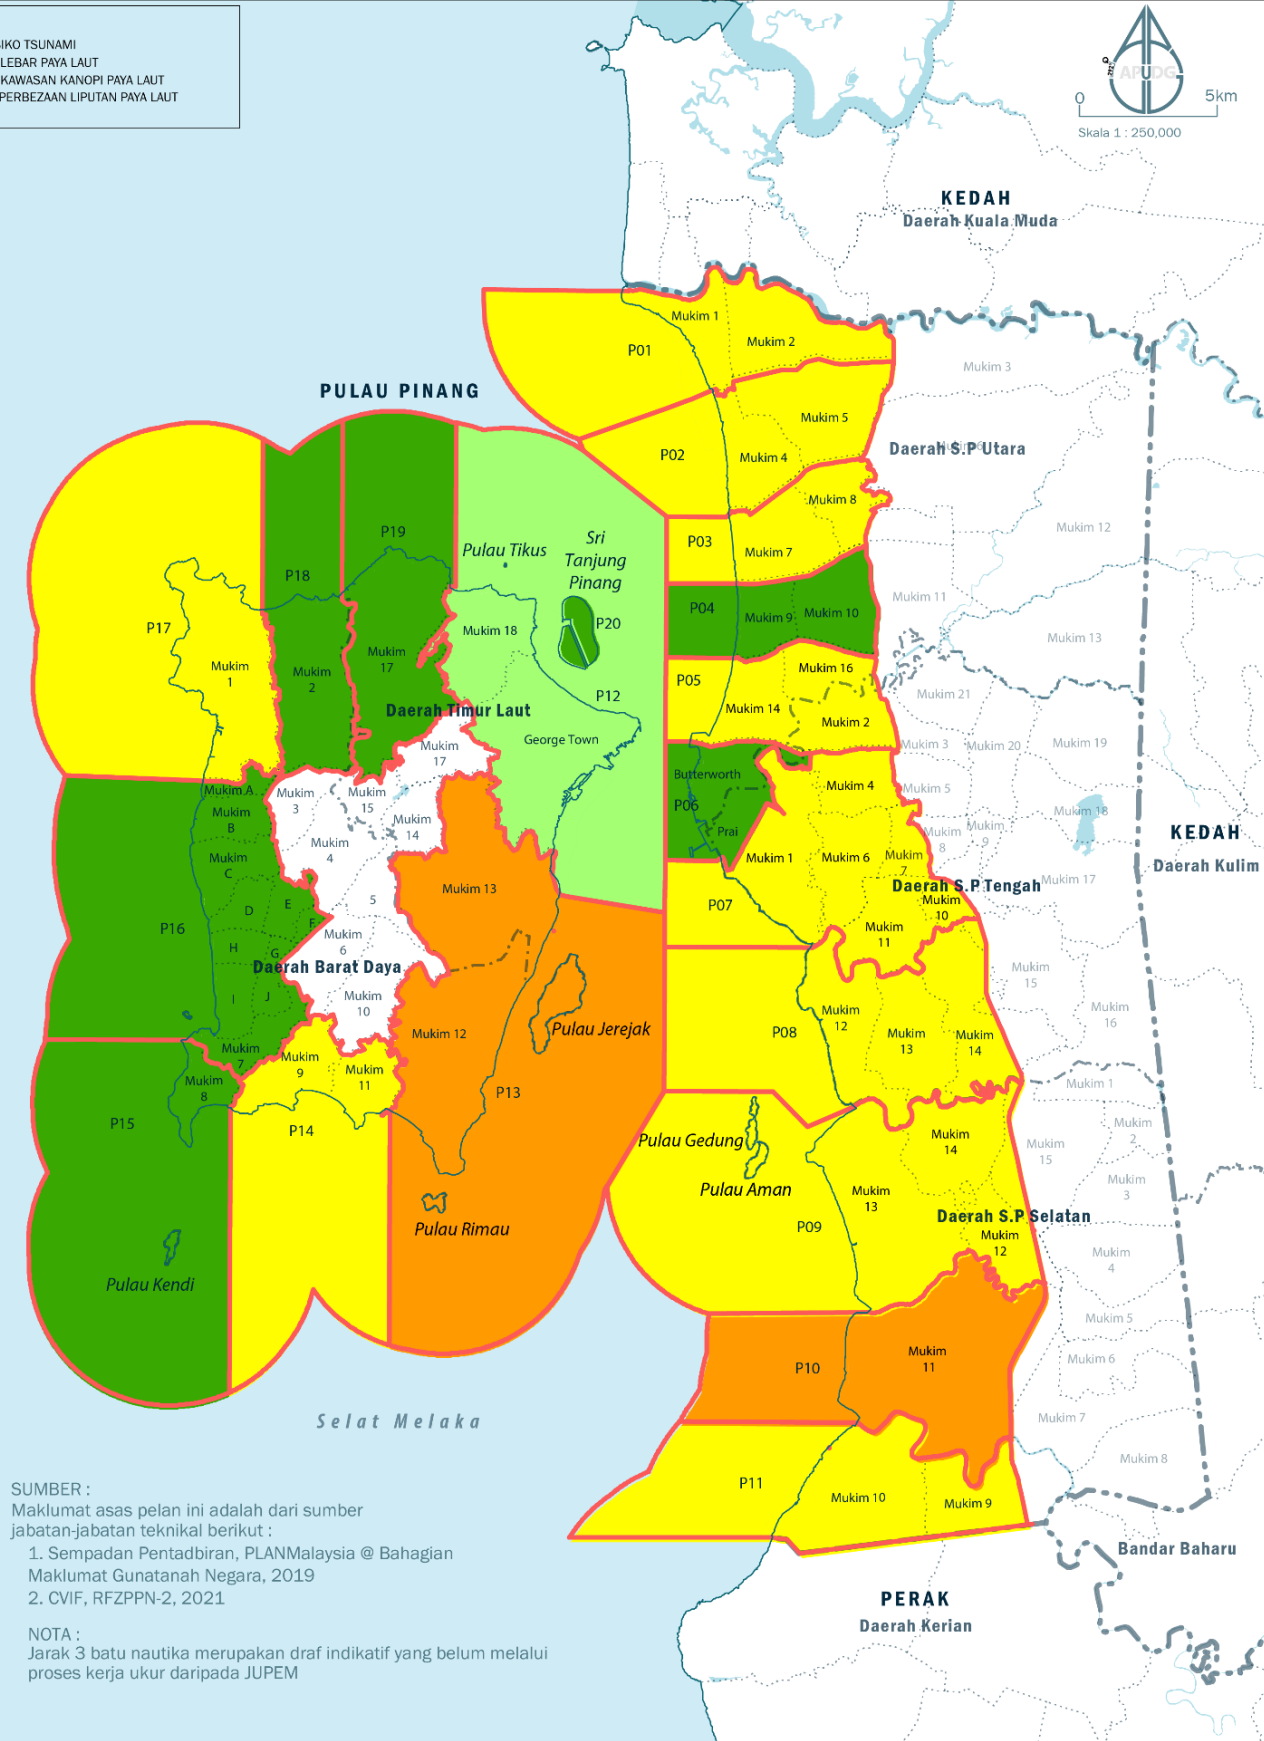 SIKO TSUNAMI
LEBAR PAYA LAUT
KAWASAN KANOPI PAYA LAUT
PERBEZAAN LIPUTAN PAYA LAUT
APUDG
0 5km
Skala 1 : 250,000
KEDAH
Daerah Kuala Muda
Mukim 1
Mukim 2
P01
Mukim 3
PULAU PINANG
Mukim 5
Daerah S.P Utara
P02
Mukim 4
Mukim 8
Mukim 12
P19
Sri
Tanjung
Pinang
Pulau Tikus
P03
Mukim 7
P18
Mukim 11
P04
Mukim 9
Mukim 10
P17
Mukim 18
P20
Mukim 13
Mukim
1
Mukim
2
Mukim
17
P05
Mukim 16
P12
Mukim 21
Daerah Timur Laut
Mukim 14
Mukim 2
George Town
Mukim
17
Mukim 3
Mukim 20
Mukim 19
Butterworth
Mukim A
Mukim
3
Mukim
15
Mukim 4
Mukim 5
P06
Mukim
B
Mukim
14
Mukim 18
Prai
Mukim
8
Mukim
9
KEDAH
Mukim
4
Mukim
C
Mukim 1
Mukim 6
Mukim
7
Daerah Kulim
Mukim 13
Daerah S.P Tengah
Mukim 17
5
P07
Mukim
10
D
E
F
P16
Mukim
11
Mukim
6
H
G
Daerah Barat Daya
Mukim
15
I
J
Mukim
10
Mukim
12
Mukim
16
Pulau Jerejak
Mukim 12
P08
Mukim
13
Mukim
14
Mukim
7
Mukim
9
Mukim
11
Mukim
8
P13
Mukim 1
P15
P14
Pulau Gedung
Mukim
14
Mukim
2
Mukim
15
Pulau Aman
Mukim
13
Mukim
3
Pulau Rimau
P09
Daerah S.P Selatan
Mukim
12
Mukim
4
Pulau Kendi
Mukim 5
P10
Mukim
11
Mukim 6
Selat Melaka
Mukim 7
Mukim 8
P11
Mukim 10
Mukim 9
SUMBER :
Maklumat asas pelan ini adalah dari sumber
jabatan-jabatan teknikal berikut :
1. Sempadan Pentadbiran, PLANMalaysia @ Bahagian
Maklumat Gunatanah Negara, 2019
2. CVIF, RFZPPN-2, 2021
Bandar Baharu
PERAK
Daerah Kerian
NOTA :
Jarak 3 batu nautika merupakan draf indikatif yang belum melalui
proses kerja ukur daripada JUPEM